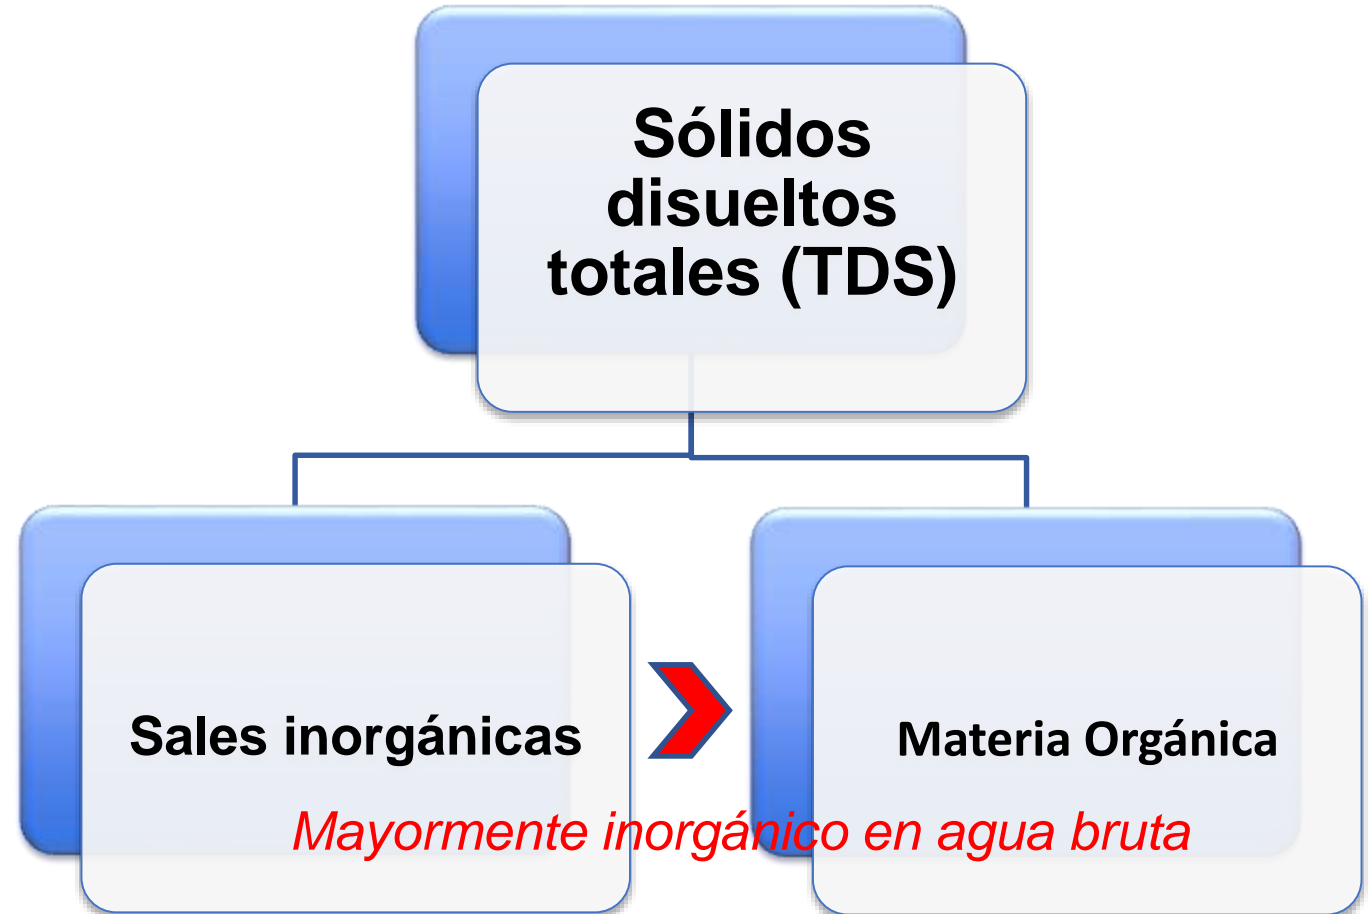 Sólidos
disueltos
totales (TDS)
Sales inorgánicas
Materia Orgánica
Mayormente inorgánico en agua bruta